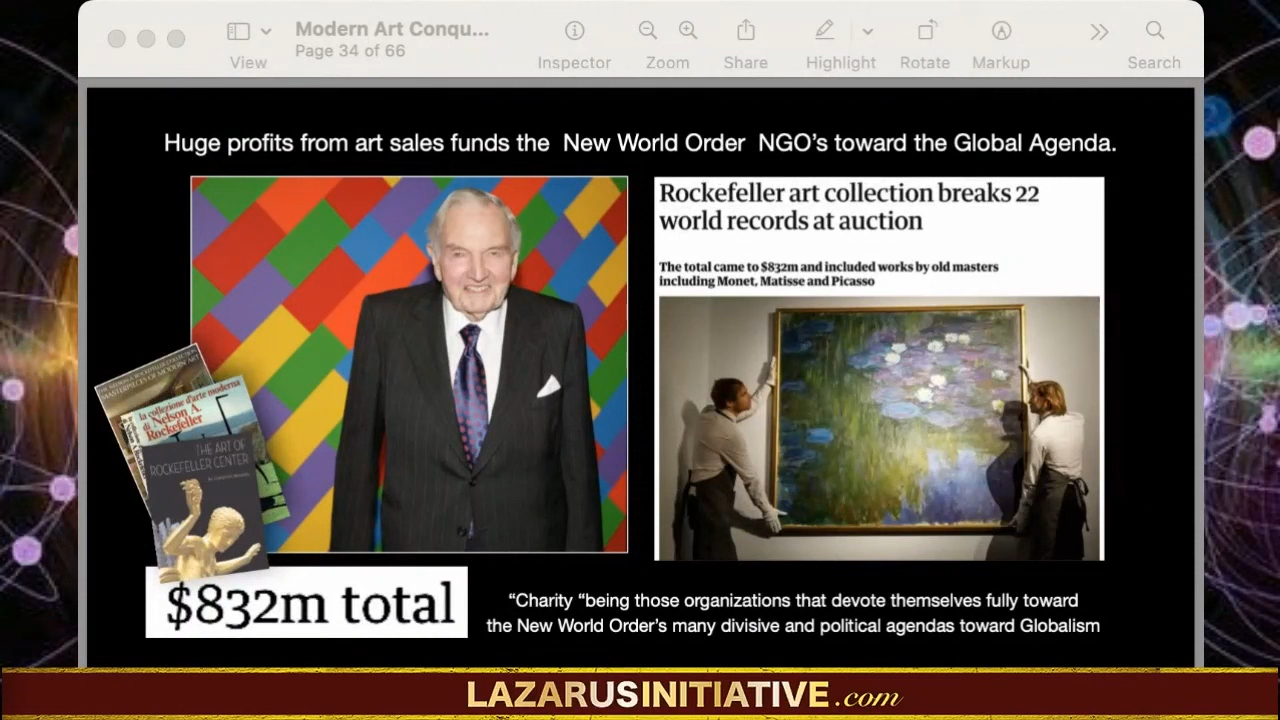 Modern Art Conqu...
Page 34 of 66
View
Inspector
Zoom
Share
Highlight
Rotate
Markup
Search
Huge profits from art sales funds the New World Order NGO's toward the Global Agenda.
Rockefeller art collection breaks 22
world records at auction
The total came to $832m and included works by old masters
including Monet, Matisse and Picasso
MASTERPIECES OF MODERN ART
la collezione d'arte moderna
di Nelson A.
Rockefeller
THE ART OF
ROCKEFELLER CENTER
$832m total
“Charity “being those organizations that devote themselves fully toward
the New World Order's many divisive and political agendas toward Globalism
LAZARUSINITIATIVE.com